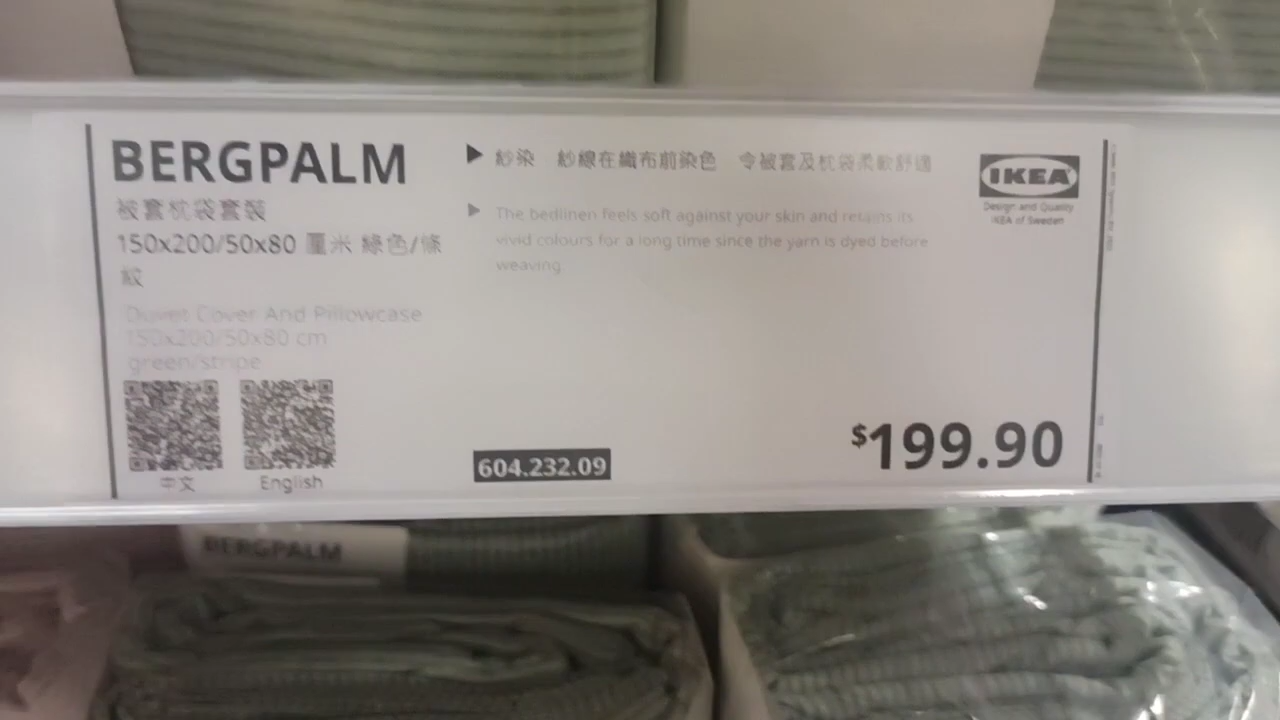 BERGPALM
被套枕袋套裝
150x200/50x80 厘米 綠色/條
紋
Duvet Cover And Pillowcase
150x200/50x80 cm
green/stripe
中文
English
▶ 紗染 紗線在織布前染色 令被套及枕袋柔軟舒適
▶ The bedlinen feels soft against your skin and retains its
vivid colours for a long time since the yarn is dyed before
weaving.
604.232.09
IKEA
Design and Quality
IKEA of Sweden
$199.90
BERGPALM